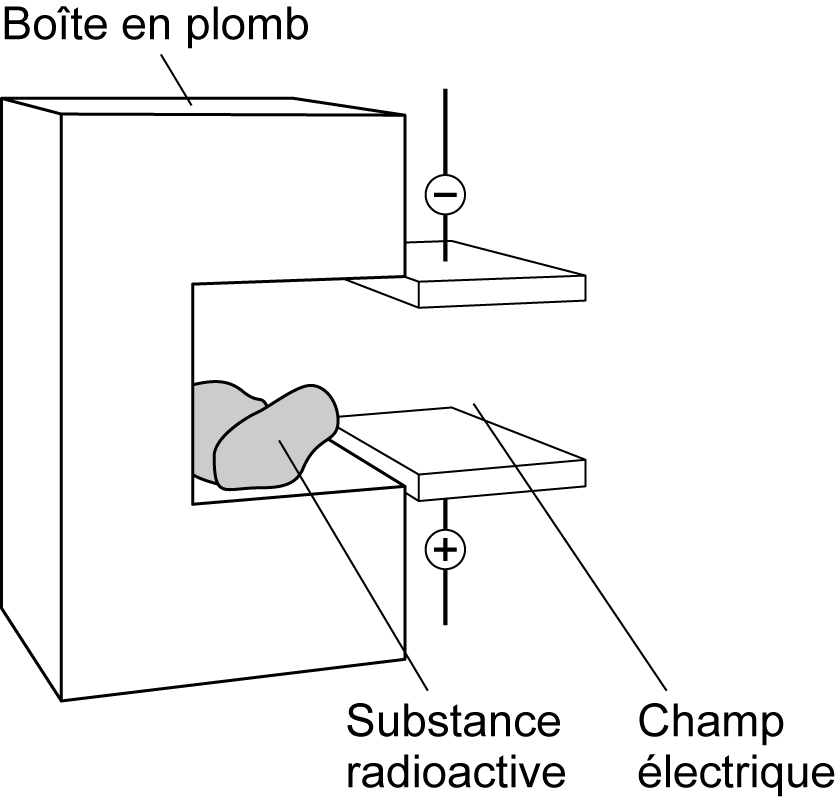 Boîte en plomb
−
+
Substance
radioactive
Champ
électrique